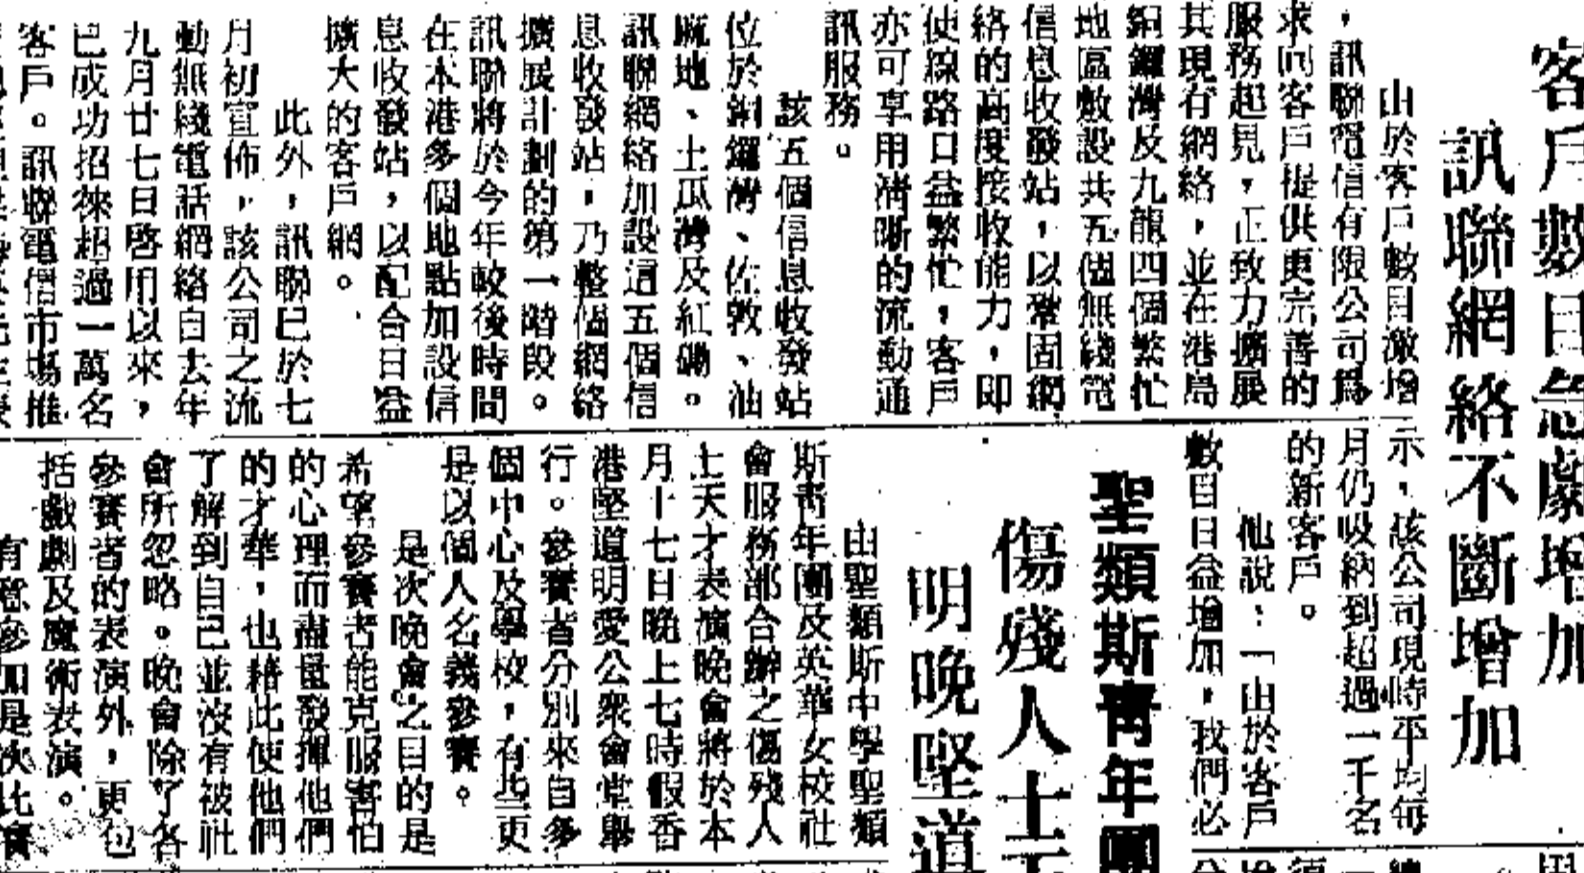 客戶數目急劇增加
訊聯網絡不斷增加
由於客戶數目激增
，訊聯電信有限公司爲
求向客戶提供更完善的
服務起見，正致力擴展
其現有網絡，並在港島
銅鑼灣及九龍四個繁忙
地區敷設共五個無綫電
信息收發站，以鞏固網
絡的高度接收能力，即
使線路日益繁忙，客戶
亦可享用清晰的流動通
訊服務。
該五個信息收發站
位於銅鑼灣、佐敦、油
麻地、土瓜灣及紅磡。
訊聯網絡加設這五個信
息收發站，乃整個網絡
擴展計劃的第一階段。
訊聯將於今年較後時間
在本港多個地點加設信
息收發站，以配合日益
擴大的客戶網。
此外，訊聯已於七
月初宣佈，該公司之流
動無綫電話網絡自去年
九月廿七日啓用以來，
已成功招徠超過一萬名
客戶。訊聯電信市場推
示，該公司現時平均每
月仍吸納到超過一千名
的新客戶。
他說：「由於客戶
數目日益增加，我們必
聖類斯靑年團
傷殘人士
明晚堅道
由聖類斯中學聖類
斯靑年團及英華女校社
會服務部合辦之傷殘人
士天才表演晚會將於本
月十七日晚上七時假香
港堅道明愛公衆會堂舉
行。參賽者分別來自多
個中心及學校，有些更
是以個人名義參賽。
是次晚會之目的是
希望參賽者能克服害怕
的心理而盡量發揮他們
的才華，也藉此使他們
了解到自己並沒有被社
會所忽略。晚會除了各
參賽者的表演外，更包
括戲劇及魔術表演。
有意參加是次比賽